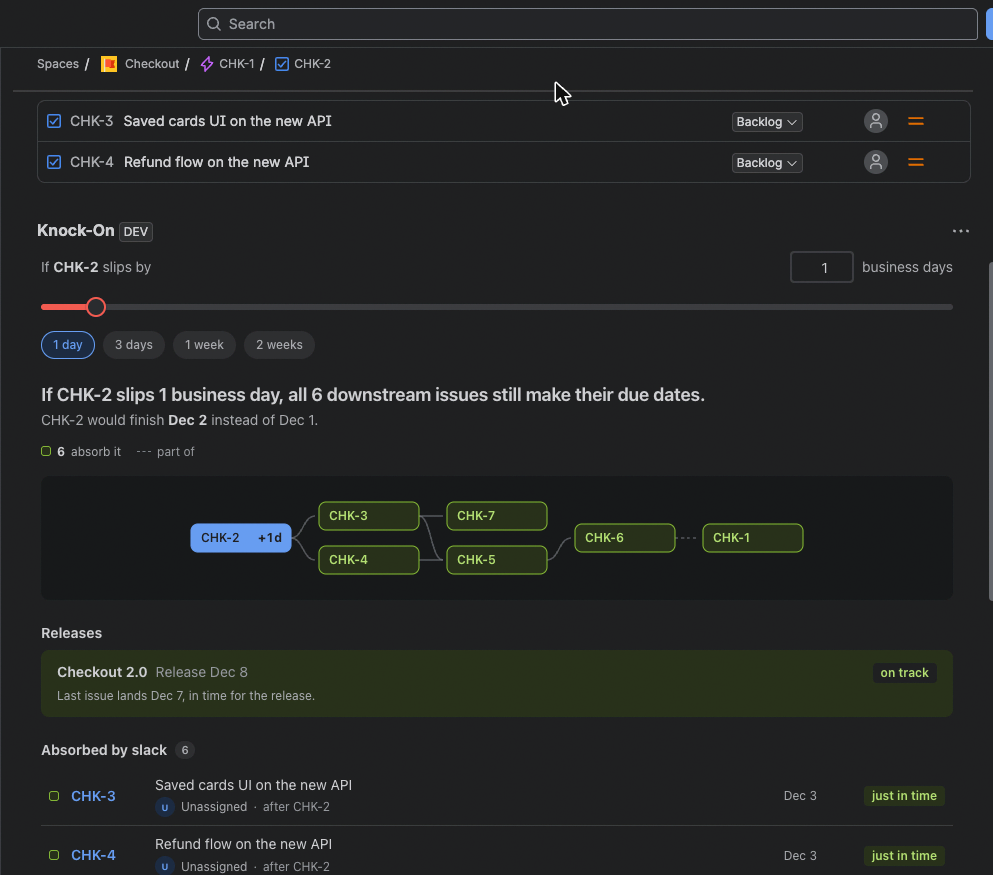 Search
Spaces / Checkout / CHK-1 / CHK-2
CHK-3 Saved cards UI on the new API Backlog
CHK-4 Refund flow on the new API Backlog
Knock-On DEV ...
If CHK-2 slips by 1 business days
1 day 3 days 1 week 2 weeks
If CHK-2 slips 1 business day, all 6 downstream issues still make their due dates.
CHK-2 would finish Dec 2 instead of Dec 1.
6 absorb it --- part of
CHK-3 CHK-7
CHK-2 +1d CHK-6 CHK-1
CHK-4 CHK-5
Releases
Checkout 2.0 Release Dec 8 on track
Last issue lands Dec 7, in time for the release.
Absorbed by slack 6
Saved cards UI on the new API
CHK-3 Dec 3 just in time
U Unassigned · after CHK-2
Refund flow on the new API
CHK-4 Dec 3 just in time
U Unassigned · after CHK-2